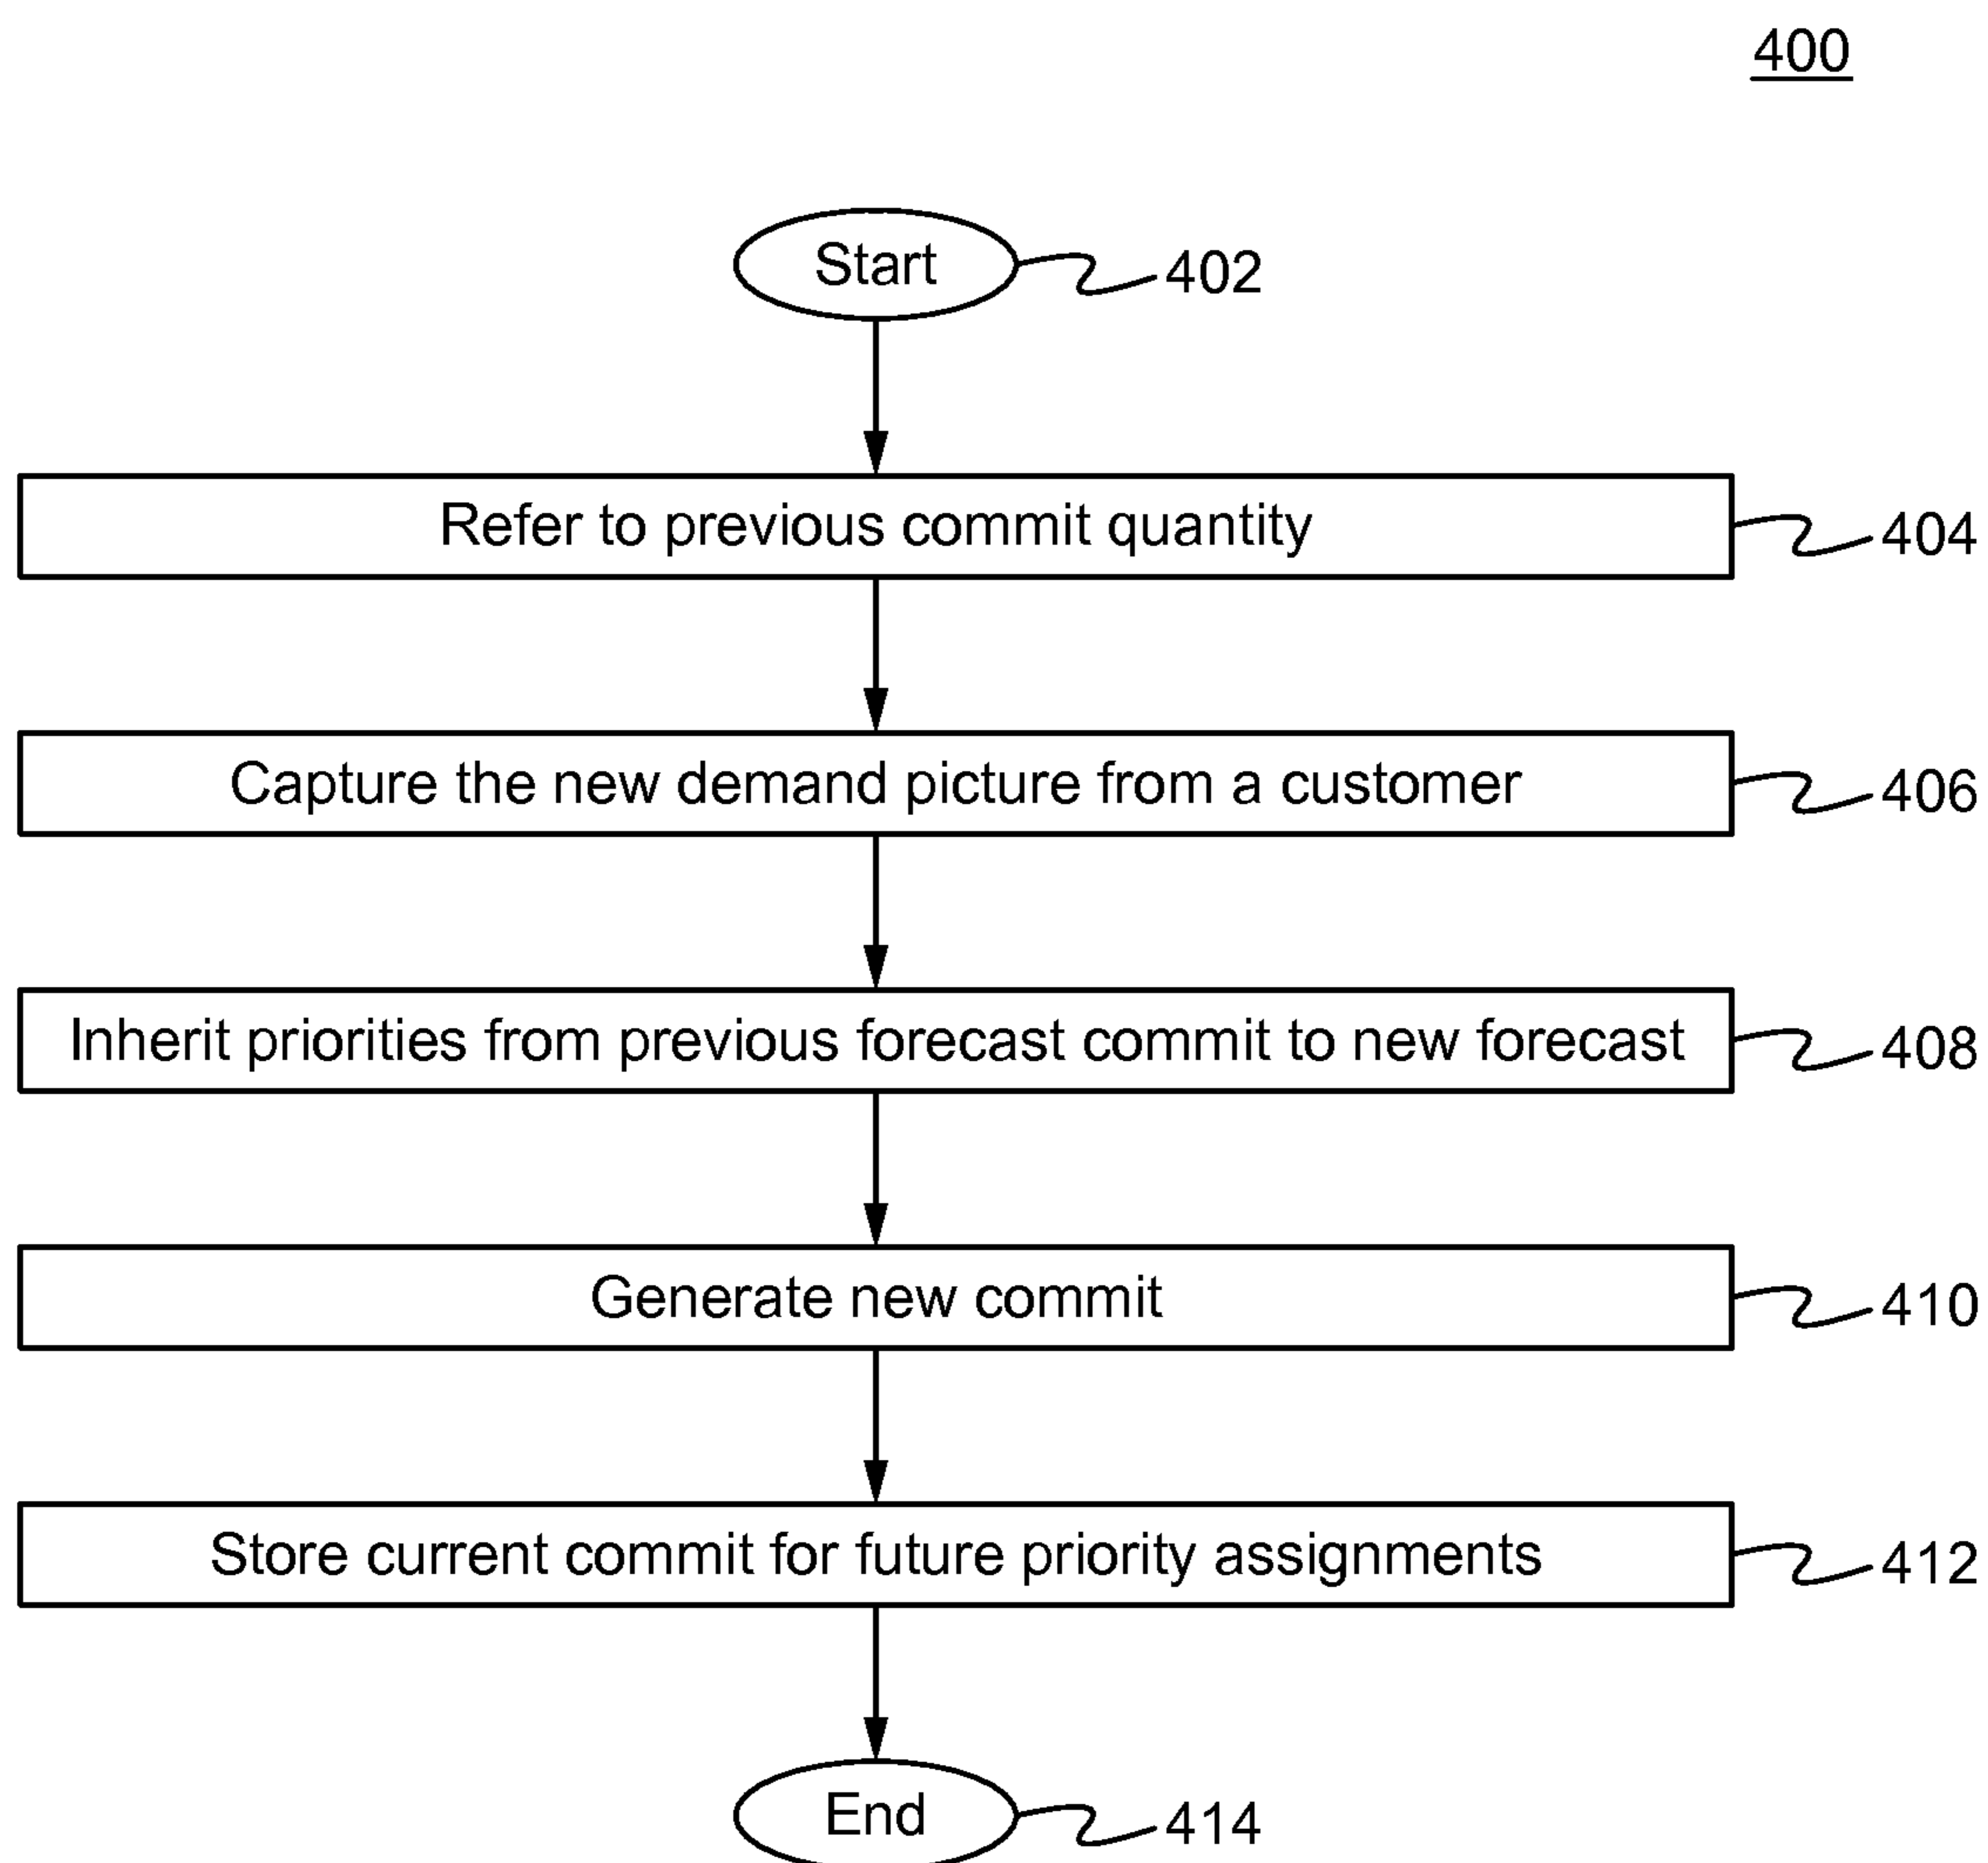 400
Start
402
Refer to previous commit quantity
404
Capture the new demand picture from a customer
406
Inherit priorities from previous forecast commit to new forecast
408
Generate new commit
410
Store current commit for future priority assignments
412
End
414